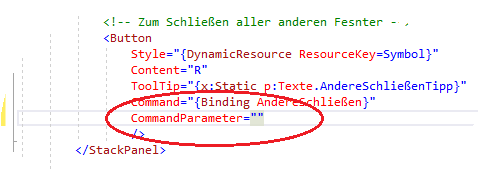 <!-- Zum Schließen aller anderen Fesnter - .
<Button
Style="{DynamicResource ResourceKey=Symbol}"
Content="R"
ToolTip="{x:Static p:Texte.AndereSchließenTipp}"
Command="{Binding AndereSchließen}"
CommandParameter=""
/>
</StackPanel>